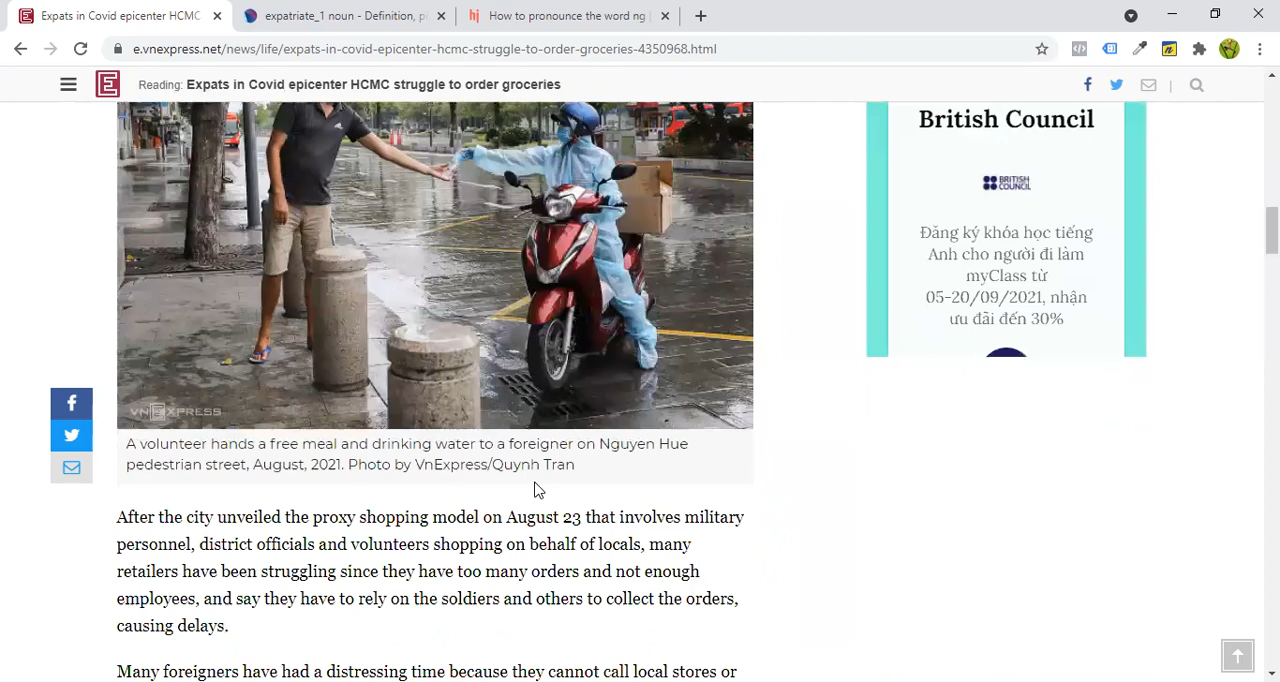 Expats in Covid epicenter HCMC
expatriate_1 noun - Definition, p
How to pronounce the word ng
e.vnexpress.net/news/life/expats-in-covid-epicenter-hcmc-struggle-to-order-groceries-4350968.html
Reading: Expats in Covid epicenter HCMC struggle to order groceries
British Council
BRITISH
COUNCIL
Đăng ký khóa học tiếng
Anh cho người đi làm
myClass từ
05-20/09/2021, nhận
ưu đãi đến 30%
VNEXPRESS
A volunteer hands a free meal and drinking water to a foreigner on Nguyen Hue
pedestrian street, August, 2021. Photo by VnExpress/Quynh Tran
After the city unveiled the proxy shopping model on August 23 that involves military
personnel, district officials and volunteers shopping on behalf of locals, many
retailers have been struggling since they have too many orders and not enough
employees, and say they have to rely on the soldiers and others to collect the orders,
causing delays.
Many foreigners have had a distressing time because they cannot call local stores or